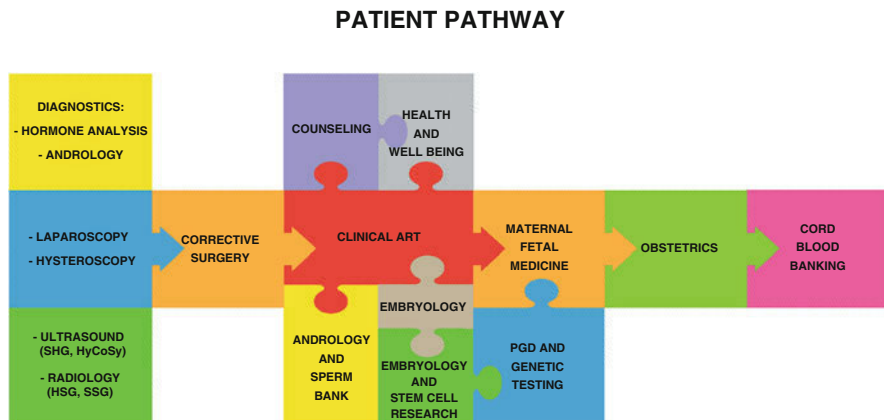 PATIENT PATHWAY
DIAGNOSTICS:
- HORMONE ANALYSIS
- ANDROLOGY
- LAPAROSCOPY
- HYSTEROSCOPY
- ULTRASOUND
(SHG, HyCoSy)
- RADIOLOGY
(HSG, SSG)
CORRECTIVE
SURGERY
COUNSELING
HEALTH
AND
WELL BEING
CLINICAL ART
ANDROLOGY
AND
SPERM
BANK
EMBRYOLOGY
EMBRYOLOGY
AND
STEM CELL
RESEARCH
MATERNAL
FETAL
MEDICINE
PGD AND
GENETIC
TESTING
OBSTETRICS
CORD
BLOOD
BANKING